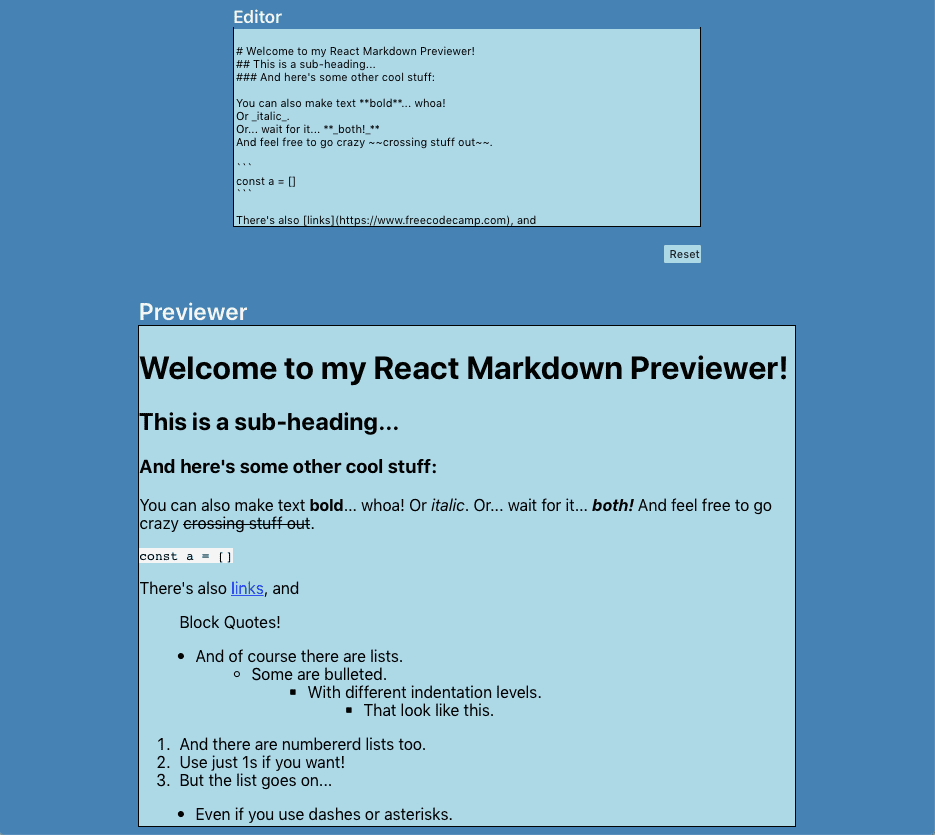 Editor
# Welcome to my React Markdown Previewer!
## This is a sub-heading...
### And here's some other cool stuff:
You can also make text **bold**... whoa!
Or _italic_.
Or... wait for it... **_both!_**
And feel free to go crazy ~~crossing stuff out~~.
```
const a = []
```
There's also [links](https://www.freecodecamp.com), and
Reset
Previewer
Welcome to my React Markdown Previewer!
This is a sub-heading...
And here's some other cool stuff:
You can also make text bold... whoa! Or italic. Or... wait for it... both! And feel free to go
crazy crossing stuff out.
const a = []
There's also links, and
Block Quotes!
• And of course there are lists.
◦ Some are bulleted.
▪ With different indentation levels.
▪ That look like this.
1. And there are numbererd lists too.
2. Use just 1s if you want!
3. But the list goes on...
• Even if you use dashes or asterisks.